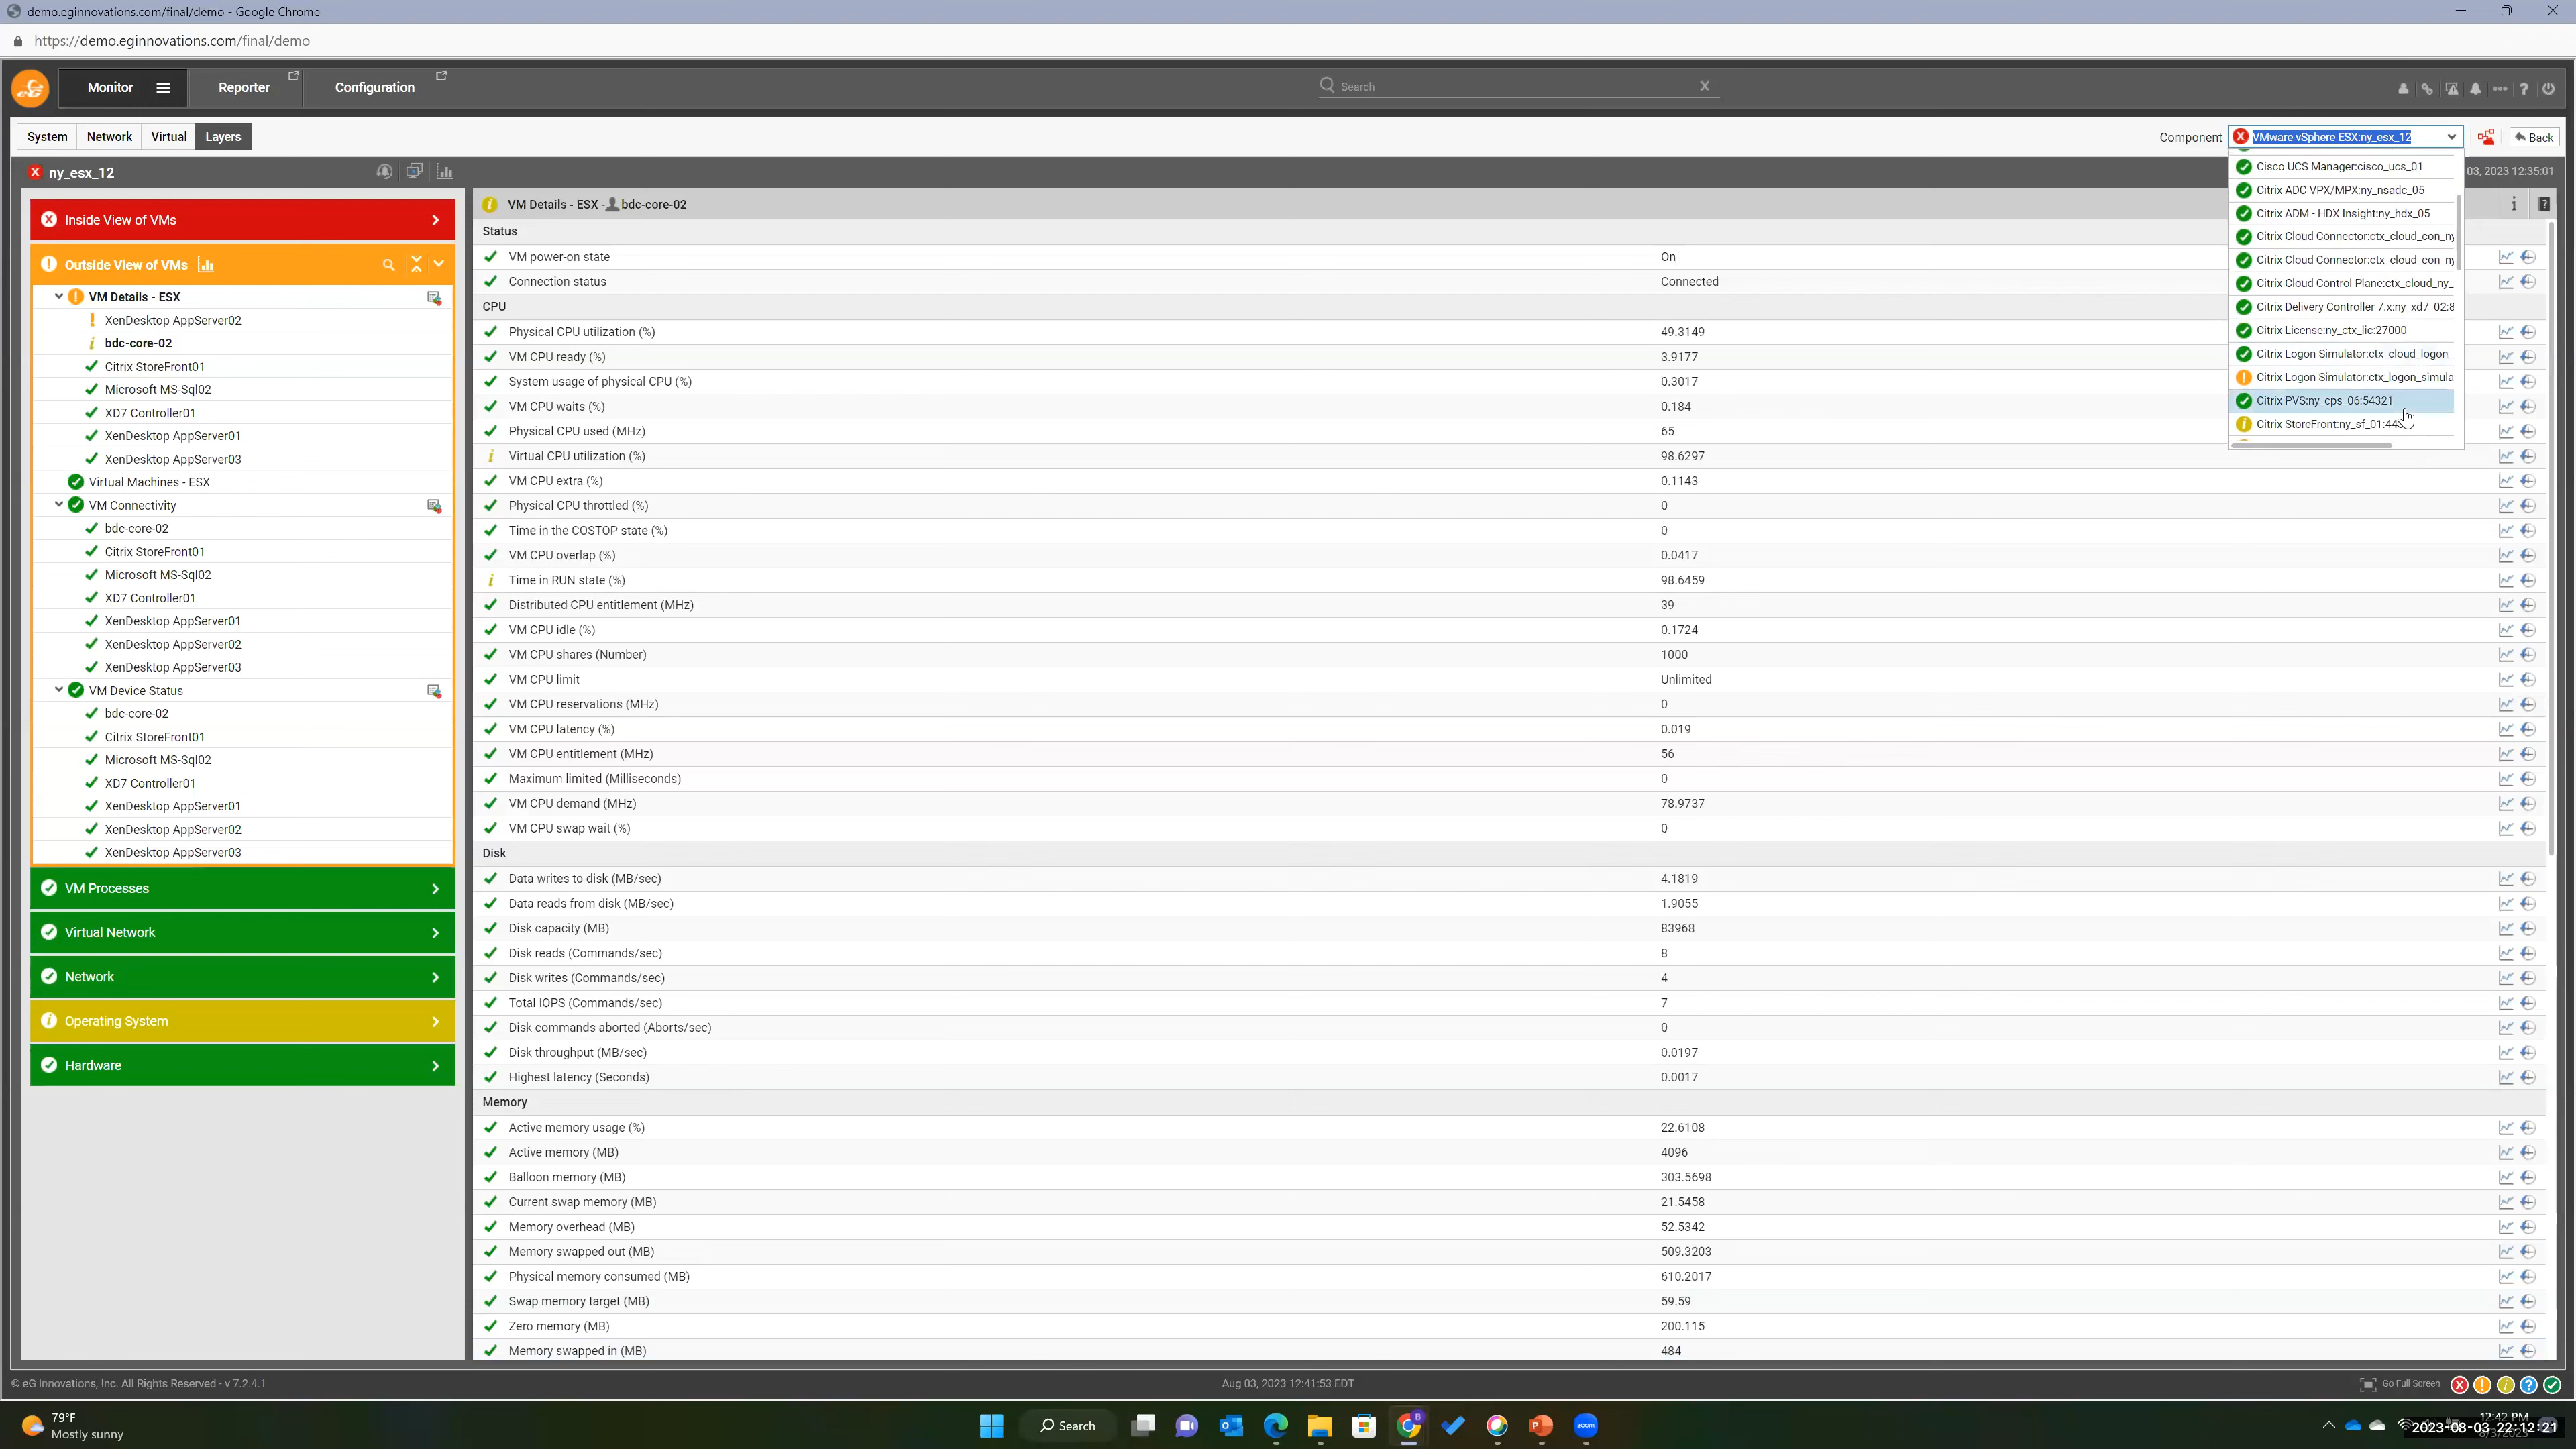 demo.eginnovations.com/final/demo - Google Chrome
https://demo.eginnovations.com/final/demo
Monitor
Reporter
Configuration
Search
System Network Virtual Layers
Component VMware vSphere ESX:ny_esx_12
Back
ny_esx_12
03, 2023 12:35:01
Cisco UCS Manager:cisco_ucs_01
Citrix ADC VPX/MPX:ny_nsadc_05
Citrix ADM - HDX Insight:ny_hdx_05
Citrix Cloud Connector:ctx_cloud_con_ny
Citrix Cloud Connector:ctx_cloud_con_ny
Citrix Cloud Control Plane:ctx_cloud_ny_
Citrix Delivery Controller 7.x:ny_xd7_02:8
Citrix License:ny_ctx_lic:27000
Citrix Logon Simulator:ctx_cloud_logon_
Citrix Logon Simulator:ctx_logon_simula
Citrix PVS:ny_cps_06:54321
Citrix StoreFront:ny_sf_01:443
Inside View of VMs
Outside View of VMs
VM Details - ESX
XenDesktop AppServer02
bdc-core-02
Citrix StoreFront01
Microsoft MS-Sql02
XD7 Controller01
XenDesktop AppServer01
XenDesktop AppServer03
Virtual Machines - ESX
VM Connectivity
bdc-core-02
Citrix StoreFront01
Microsoft MS-Sql02
XD7 Controller01
XenDesktop AppServer01
XenDesktop AppServer02
XenDesktop AppServer03
VM Device Status
bdc-core-02
Citrix StoreFront01
Microsoft MS-Sql02
XD7 Controller01
XenDesktop AppServer01
XenDesktop AppServer02
XenDesktop AppServer03
VM Processes
Virtual Network
Network
Operating System
Hardware
VM Details - ESX - bdc-core-02
Status
VM power-on state On
Connection status Connected
CPU
Physical CPU utilization (%) 49.3149
VM CPU ready (%) 3.9177
System usage of physical CPU (%) 0.3017
VM CPU waits (%) 0.184
Physical CPU used (MHz) 65
Virtual CPU utilization (%) 98.6297
VM CPU extra (%) 0.1143
Physical CPU throttled (%) 0
Time in the COSTOP state (%) 0
VM CPU overlap (%) 0.0417
Time in RUN state (%) 98.6459
Distributed CPU entitlement (MHz) 39
VM CPU idle (%) 0.1724
VM CPU shares (Number) 1000
VM CPU limit Unlimited
VM CPU reservations (MHz) 0
VM CPU latency (%) 0.019
VM CPU entitlement (MHz) 56
Maximum limited (Milliseconds) 0
VM CPU demand (MHz) 78.9737
VM CPU swap wait (%) 0
Disk
Data writes to disk (MB/sec) 4.1819
Data reads from disk (MB/sec) 1.9055
Disk capacity (MB) 83968
Disk reads (Commands/sec) 8
Disk writes (Commands/sec) 4
Total IOPS (Commands/sec) 7
Disk commands aborted (Aborts/sec) 0
Disk throughput (MB/sec) 0.0197
Highest latency (Seconds) 0.0017
Memory
Active memory usage (%) 22.6108
Active memory (MB) 4096
Balloon memory (MB) 303.5698
Current swap memory (MB) 21.5458
Memory overhead (MB) 52.5342
Memory swapped out (MB) 509.3203
Physical memory consumed (MB) 610.2017
Swap memory target (MB) 59.59
Zero memory (MB) 200.115
Memory swapped in (MB) 484
© eG Innovations, Inc. All Rights Reserved - v 7.2.4.1
Aug 03, 2023 12:41:53 EDT
Go Full Screen
79°F
Mostly sunny
Search
zoom
12:42 PM
2023-08-03 22:12:21